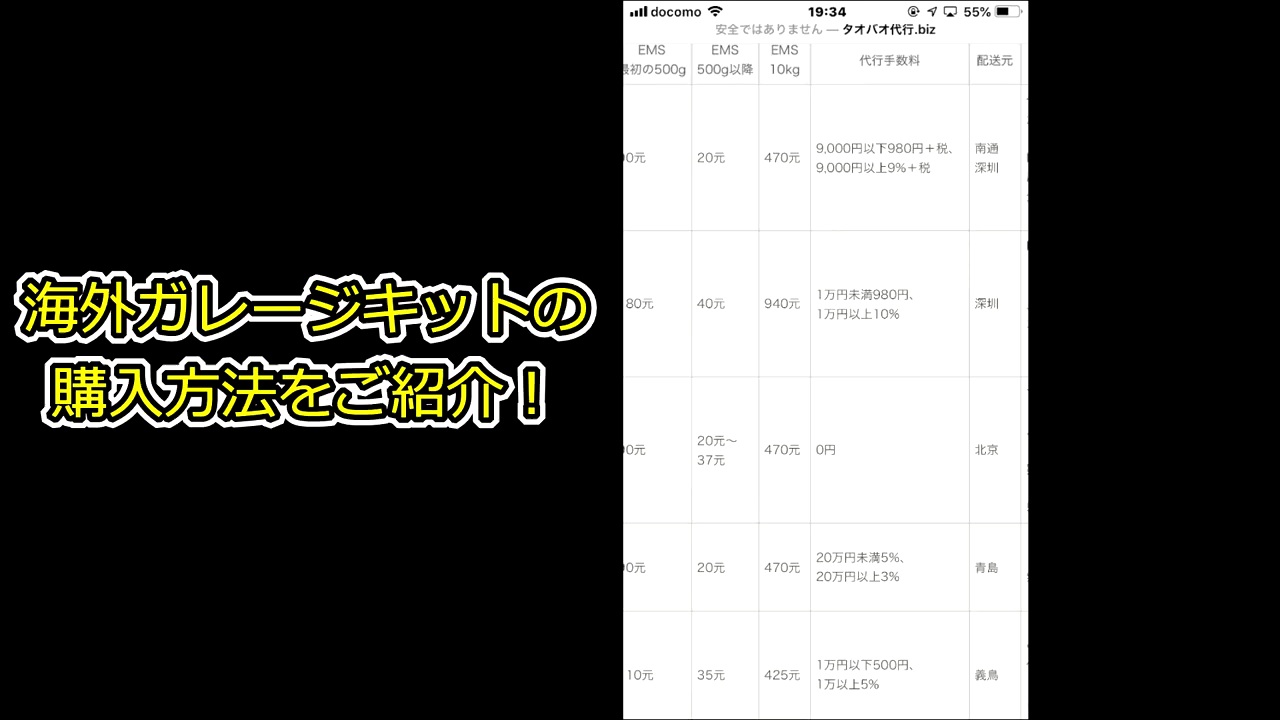 海外ガレージキットの
購入方法をご紹介！
docomo 19:34 55%
安全ではありません — タオバオ代行.biz
EMS
最初の500g
EMS
500g以降
EMS
10kg
代行手数料
配送元
0元
20元
470元
9,000円以下980円＋税、
9,000円以上9%＋税
南通
深圳
80元
40元
940元
1万円未満980円、
1万円以上10%
深圳
0元
20元～
37元
470元
0円
北京
0元
20元
470元
20万円未満5%、
20万円以上3%
青島
10元
35元
425元
1万円以下500円、
1万以上5%
義烏